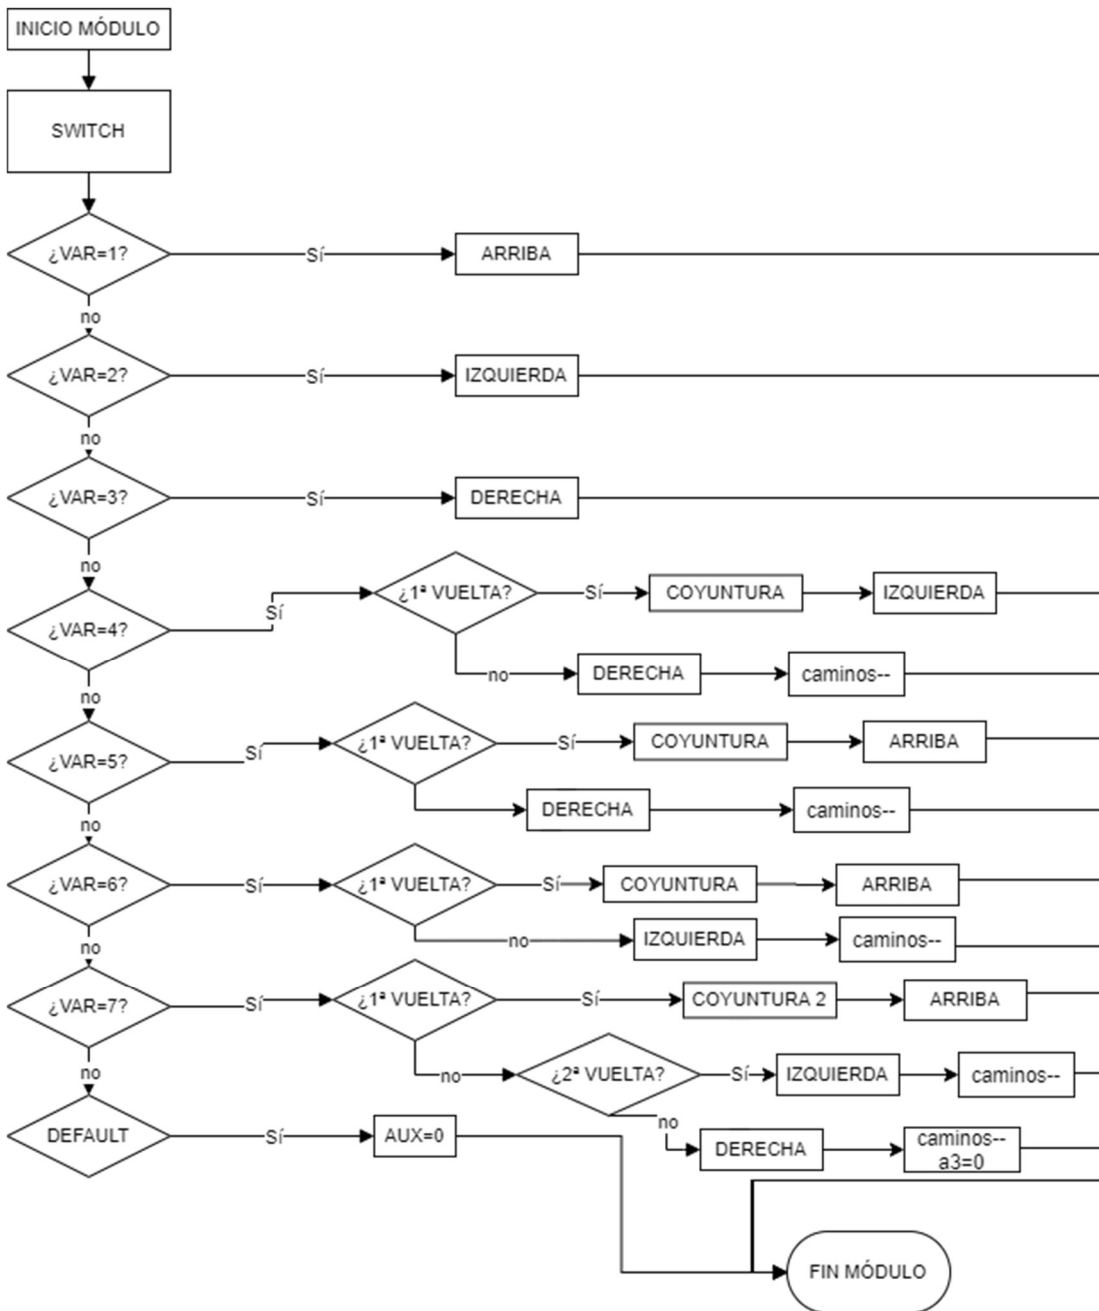 INICIO MÓDULO
SWITCH
¿VAR=1?
Sí
ARRIBA
no
¿VAR=2?
Sí
IZQUIERDA
no
¿VAR=3?
Sí
DERECHA
no
¿VAR=4?
Sí
¿1ª VUELTA?
Sí
COYUNTURA
IZQUIERDA
no
DERECHA
caminos--
no
¿VAR=5?
Sí
¿1ª VUELTA?
Sí
COYUNTURA
ARRIBA
DERECHA
caminos--
no
¿VAR=6?
Sí
¿1ª VUELTA?
Sí
COYUNTURA
ARRIBA
no
IZQUIERDA
caminos--
no
¿VAR=7?
Sí
¿1ª VUELTA?
Sí
COYUNTURA 2
ARRIBA
no
¿2ª VUELTA?
Sí
IZQUIERDA
caminos--
no
DERECHA
caminos--
a3=0
no
DEFAULT
Sí
AUX=0
FIN MÓDULO